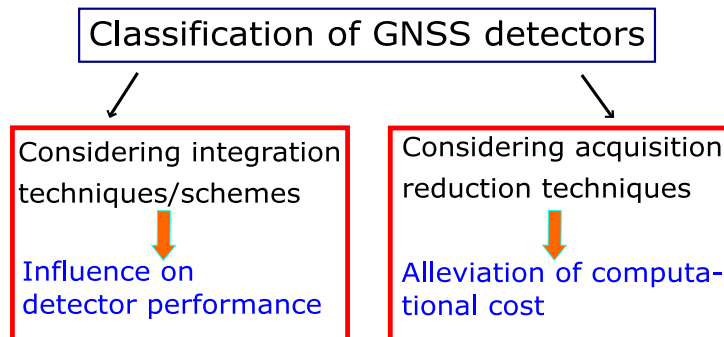 Classification of GNSS detectors
Considering integration
techniques/schemes
Influence on
detector performance
Considering acquisition
reduction techniques
Alleviation of computa-
tional cost